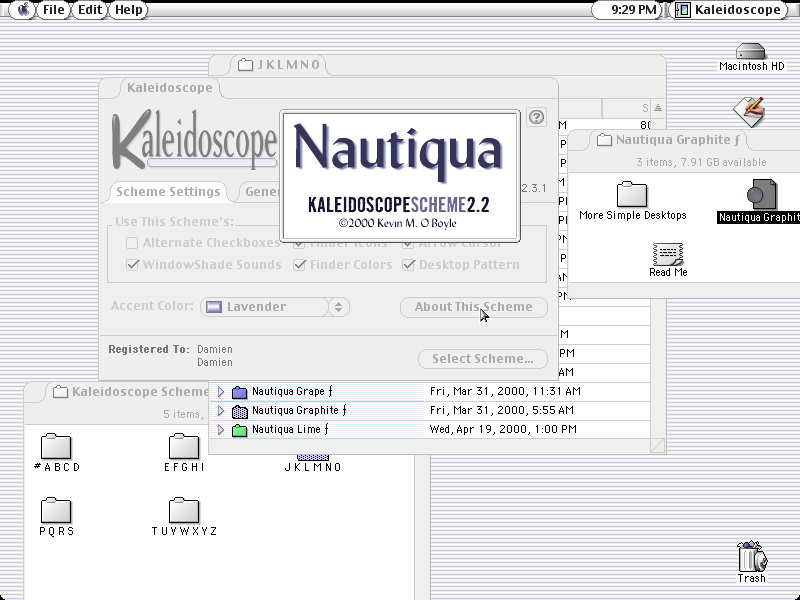 File Edit Help
9:29 PM
Kaleidoscope
Macintosh HD
JKLMNO
Kaleidoscope
Kaleidoscope
2.3.1
Nautiqua
KALEIDOSCOPESCHEME2.2
©2000 Kevin M. O Boyle
Scheme Settings
Use This Scheme's:
Alternate Checkboxes
Finder Icons
Arrow Cursor
WindowShade Sounds
Finder Colors
Desktop Pattern
Accent Color:
Lavender
About This Scheme
Registered To: Damien
Damien
Select Scheme...
Nautiqua Graphite ƒ
3 items, 7.91 GB available
More Simple Desktops
Read Me
Nautiqua Grape ƒ Fri, Mar 31, 2000, 11:31 AM
Nautiqua Graphite ƒ Fri, Mar 31, 2000, 5:55 AM
Nautiqua Lime ƒ Wed, Apr 19, 2000, 1:00 PM
Kaleidoscope Scheme
5 items,
#ABCD
EFGHI
JKLMNO
PQRS
TUVWXYZ
Trash